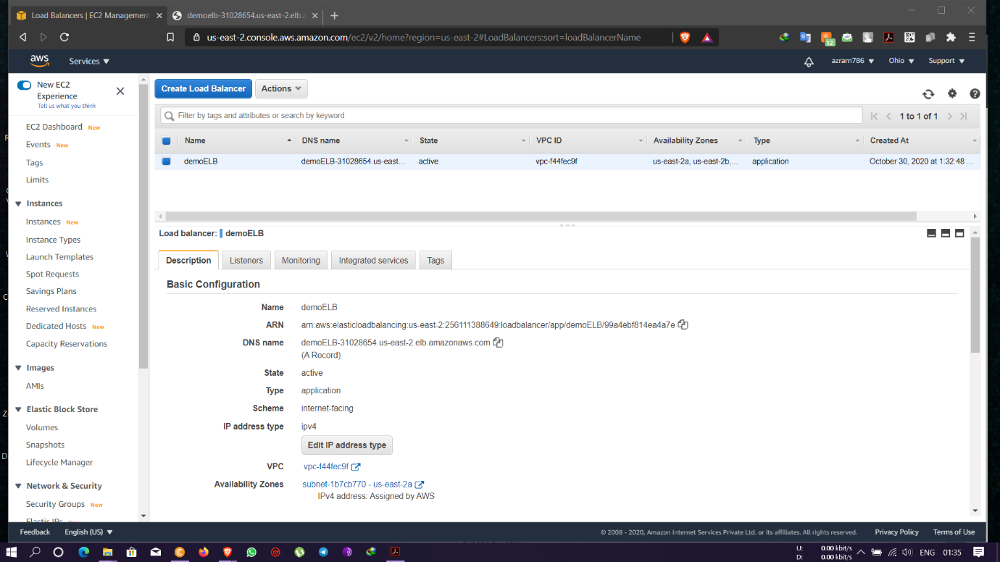 Load Balancers | EC2 Management
demoelb-31028654.us-east-2.elb.a
us-east-2.console.aws.amazon.com/ec2/v2/home?region=us-east-2#LoadBalancers:sort=loadBalancerName
12
aws
Services
azram786
Ohio
Support
New EC2
Experience
Tell us what you think
EC2 Dashboard New
Events New
Tags
Limits
Instances
Instances New
Instance Types
Launch Templates
Spot Requests
Savings Plans
Reserved Instances
Dedicated Hosts New
Capacity Reservations
Images
AMIs
Elastic Block Store
Volumes
Snapshots
Lifecycle Manager
Network & Security
Security Groups New
Elastic IPs New
Create Load Balancer
Actions
Filter by tags and attributes or search by keyword
1 to 1 of 1
Name DNS name State VPC ID Availability Zones Type Created At
demoELB demoELB-31028654.us-east... active vpc-f44fec9f us-east-2a, us-east-2b,... application October 30, 2020 at 1:32:48 ...
Load balancer: demoELB
Description Listeners Monitoring Integrated services Tags
Basic Configuration
Name demoELB
ARN arn:aws:elasticloadbalancing:us-east-2:256111388649:loadbalancer/app/demoELB/99a4ebf814ea4a7e
DNS name demoELB-31028654.us-east-2.elb.amazonaws.com
(A Record)
State active
Type application
Scheme internet-facing
IP address type ipv4
Edit IP address type
VPC vpc-f44fec9f
Availability Zones subnet-1b7cb770 - us-east-2a
IPv4 address: Assigned by AWS
Feedback English (US) © 2008 - 2020, Amazon Internet Services Private Ltd. or its affiliates. All rights reserved. Privacy Policy Terms of Use
U: 0.00 kbit/s
D: 0.00 kbit/s
ENG 01:35